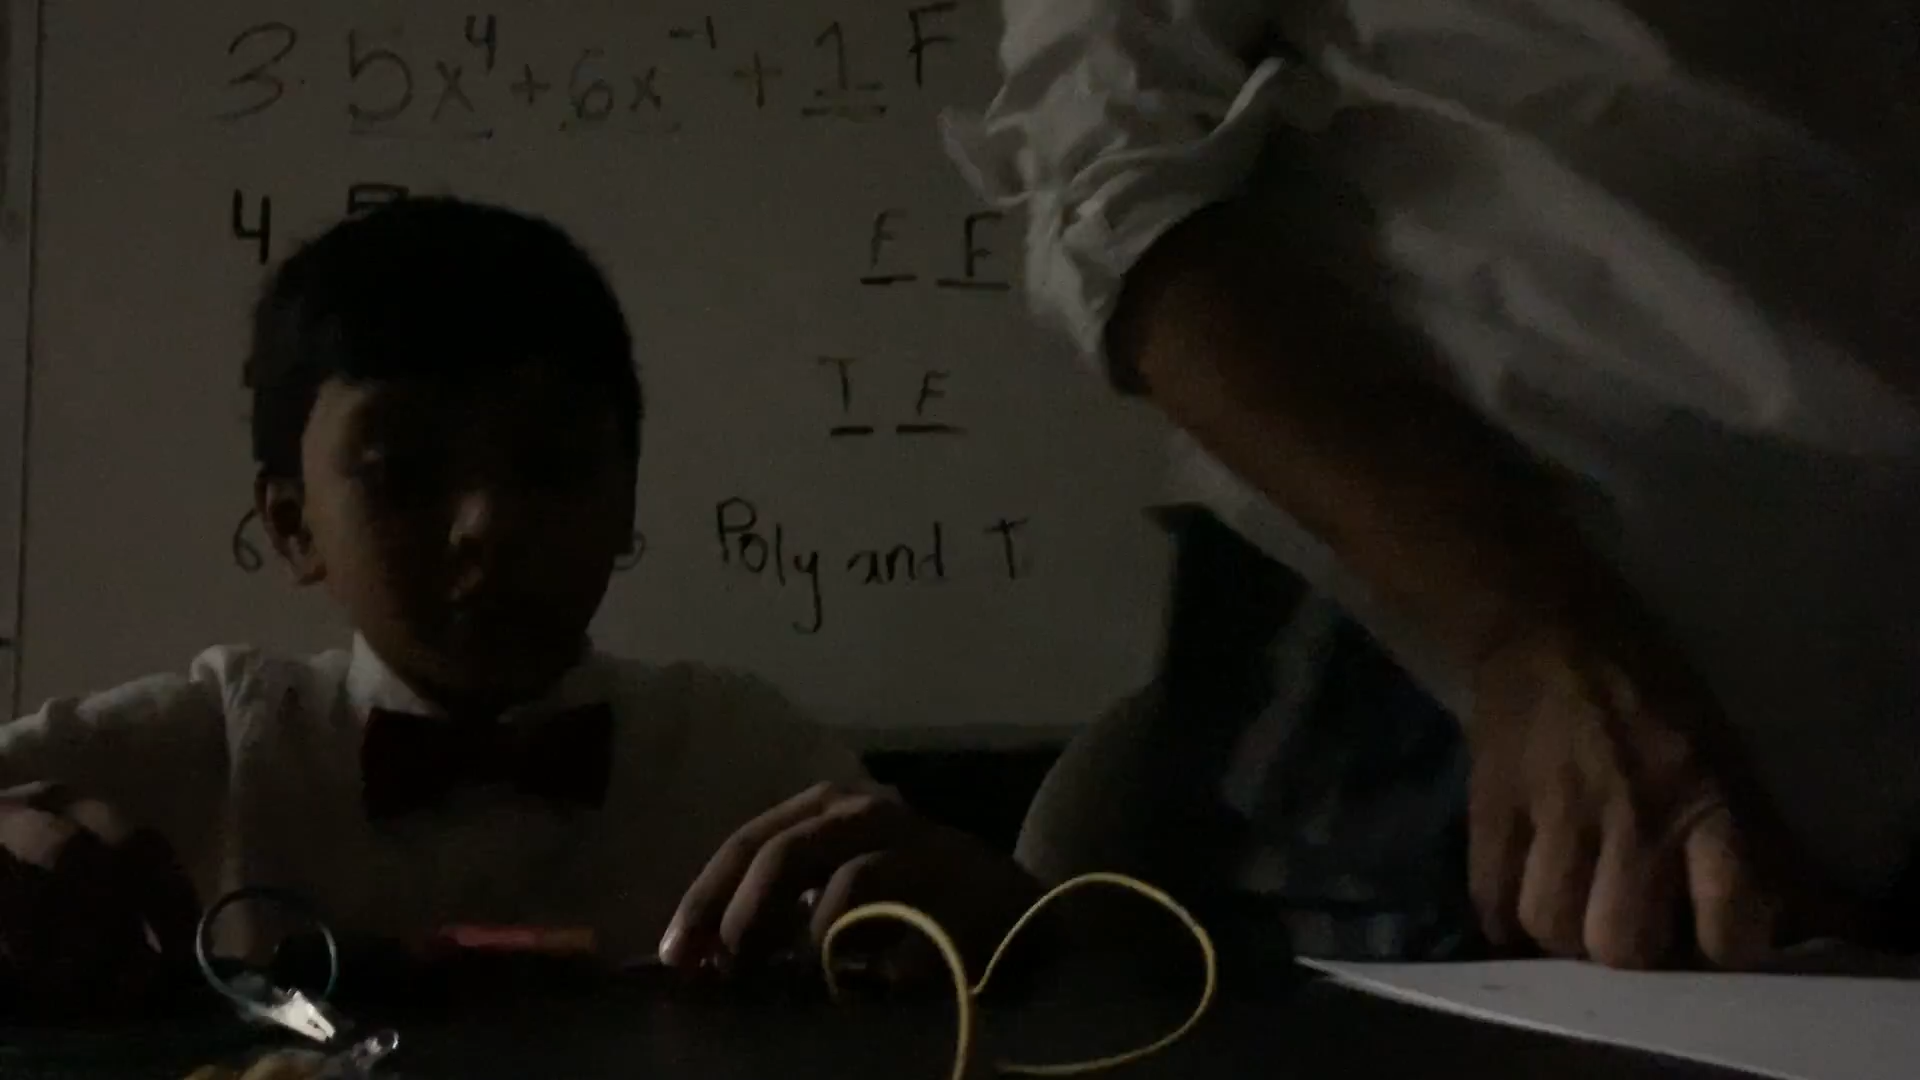 3. 5x⁴ + 6x⁻¹ + 1 F
4 F F
T F
6 Poly and T